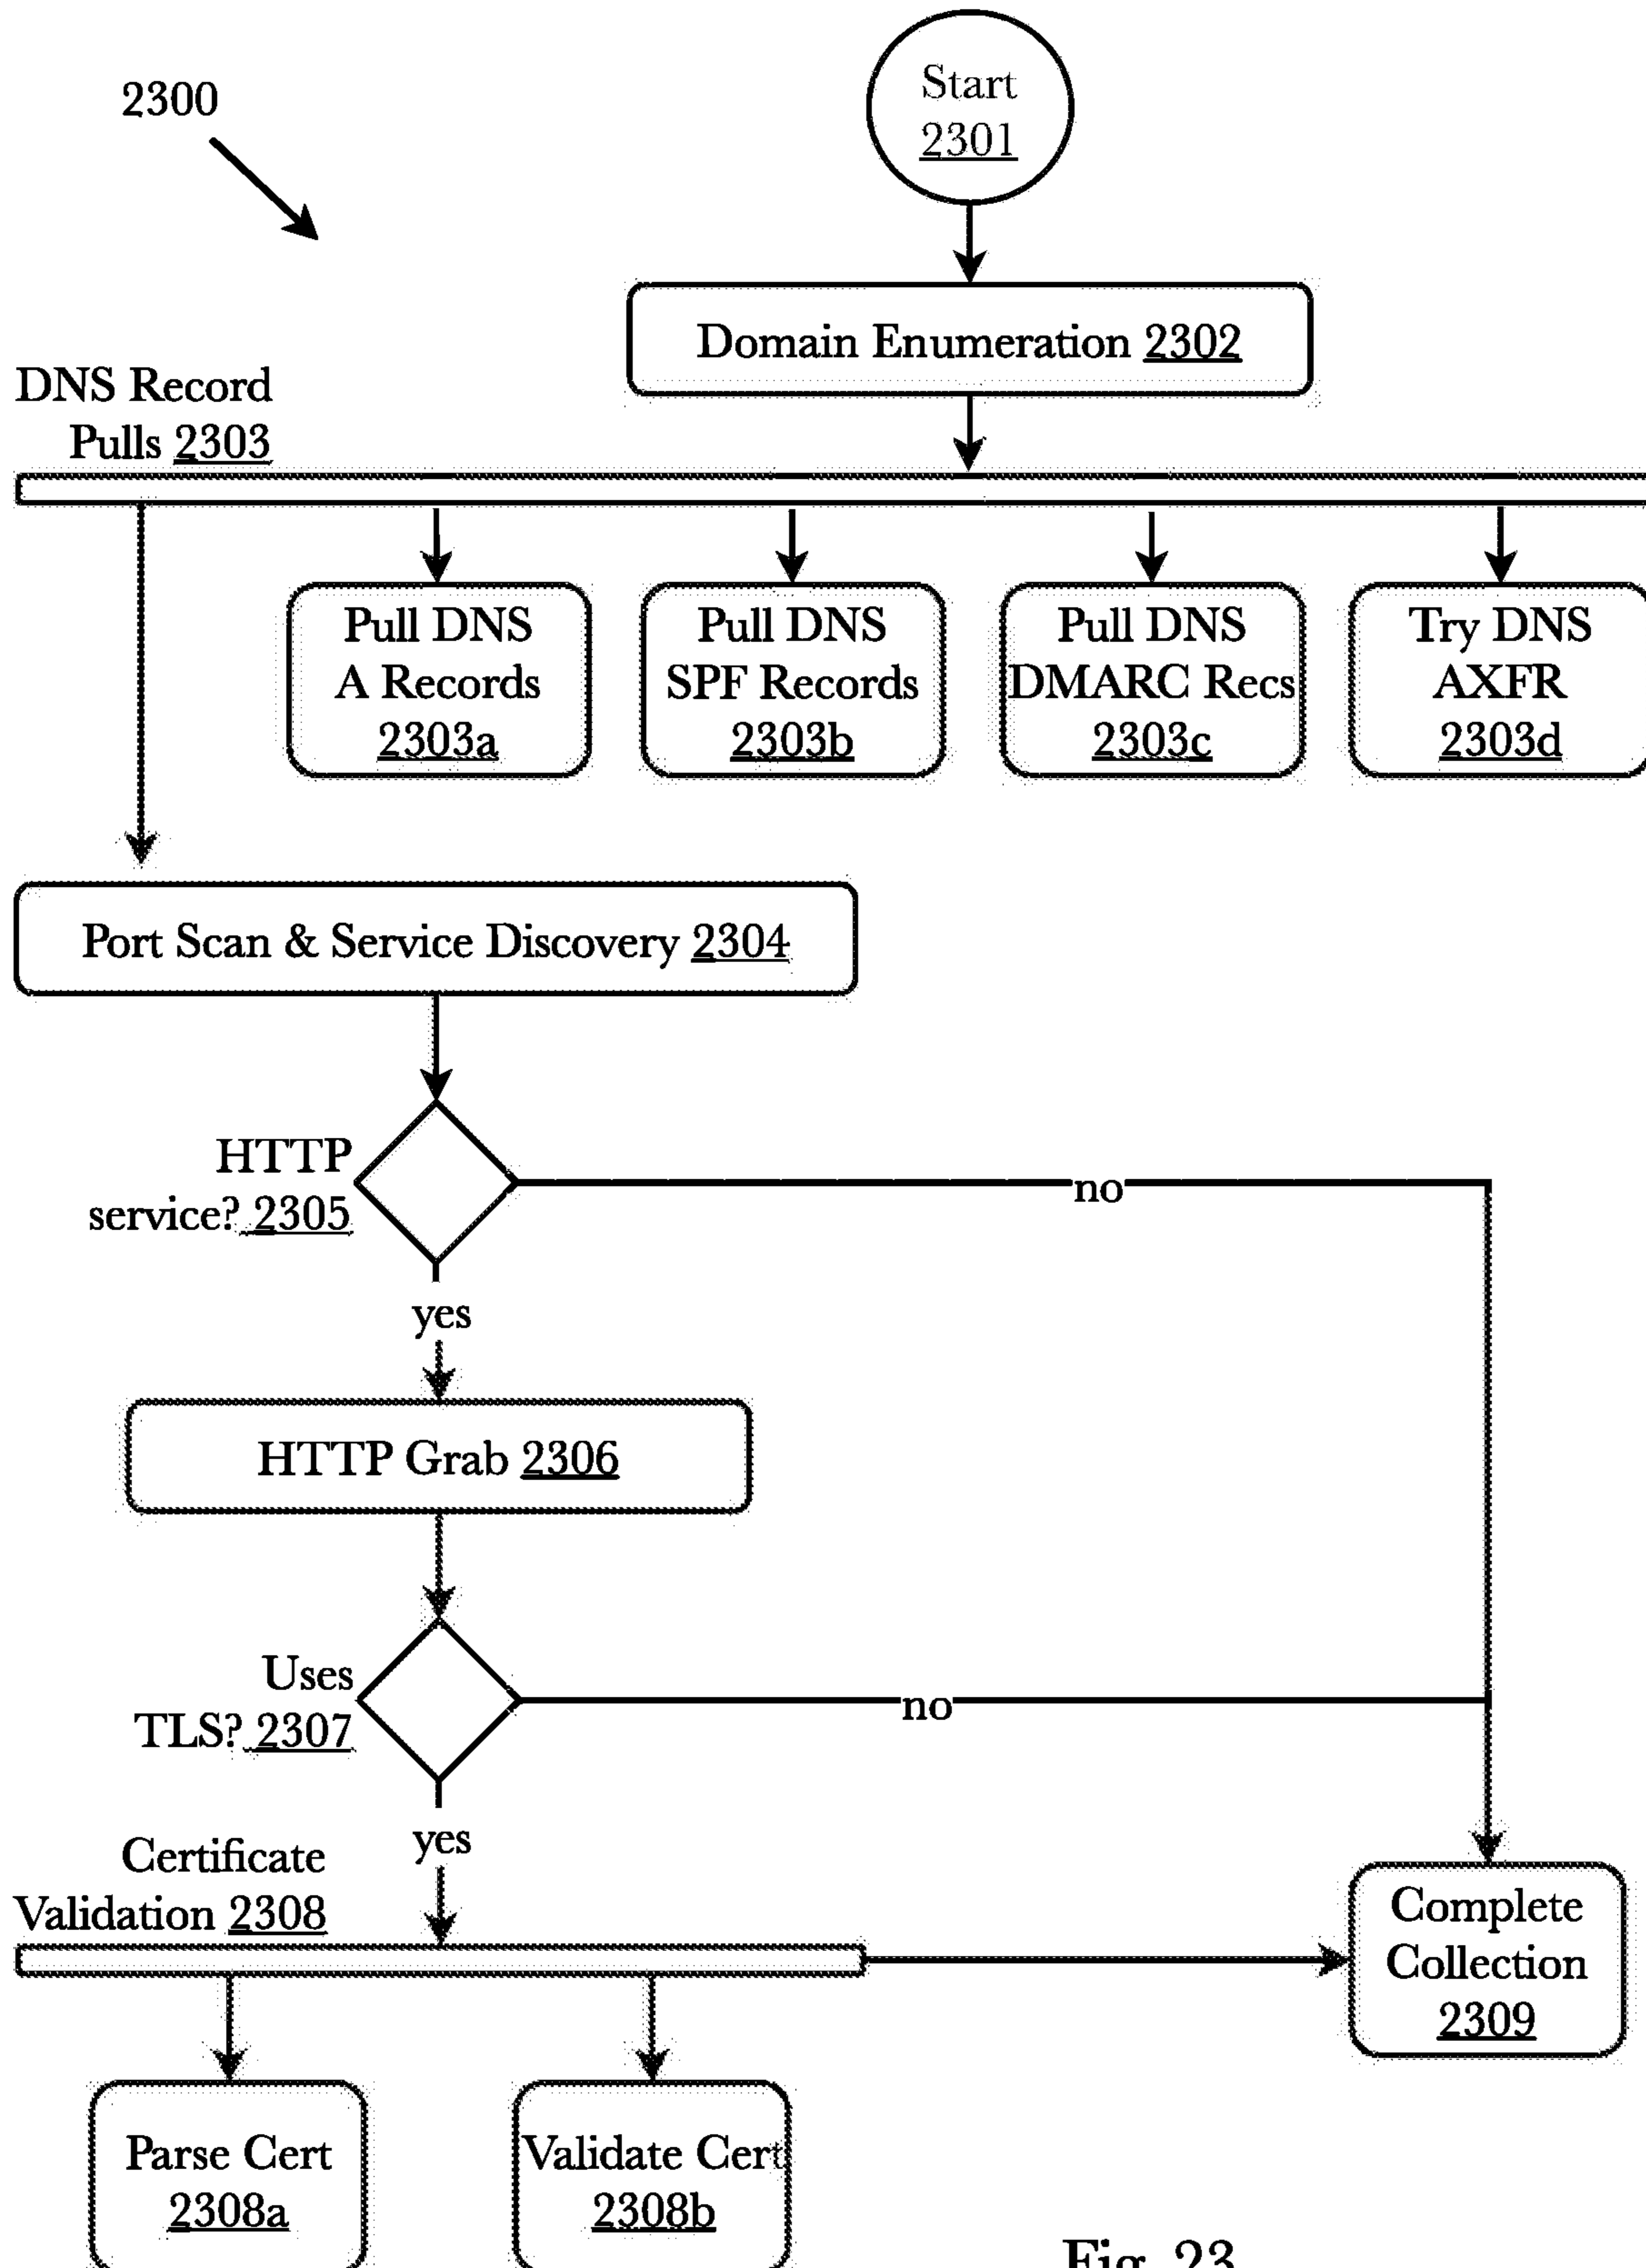 2300
Start
2301
Domain Enumeration 2302
DNS Record
Pulls 2303
Pull DNS
A Records
2303a
Pull DNS
SPF Records
2303b
Pull DNS
DMARC Recs
2303c
Try DNS
AXFR
2303d
Port Scan & Service Discovery 2304
HTTP
service? 2305
no
yes
HTTP Grab 2306
Uses
TLS? 2307
no
yes
Certificate
Validation 2308
Complete
Collection
2309
Parse Cert
2308a
Validate Cert
2308b
Fig. 23